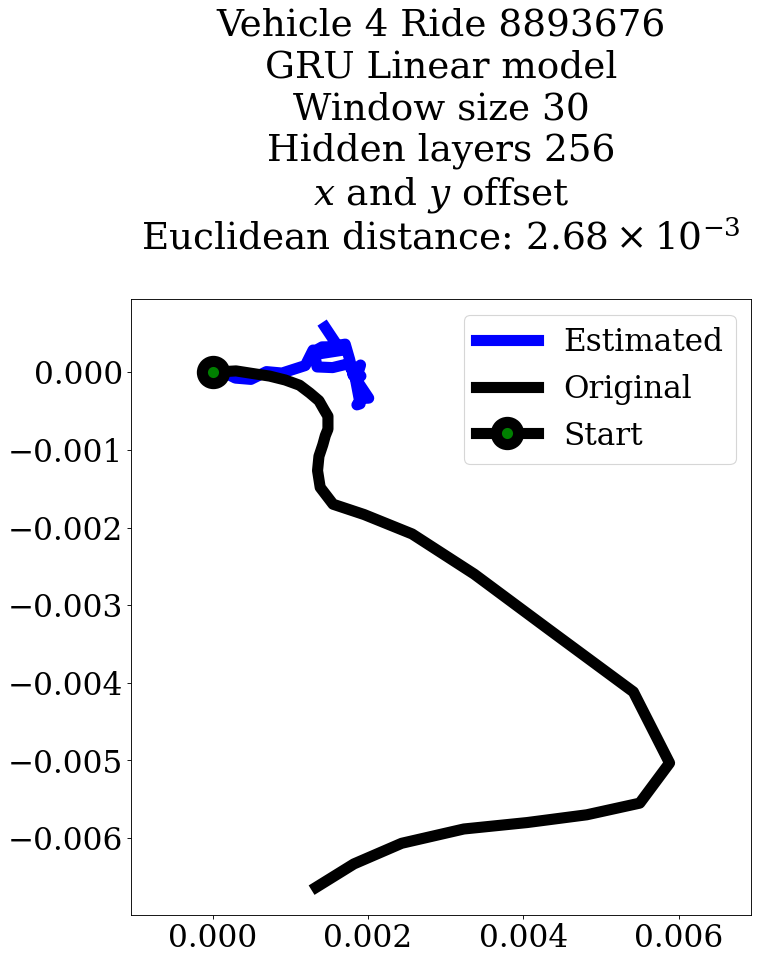 Vehicle 4 Ride 8893676
GRU Linear model
Window size 30
Hidden layers 256
x and y offset
Euclidean distance: 2.68 × 10⁻³
Estimated
Original
Start
0.000
−0.001
−0.002
−0.003
−0.004
−0.005
−0.006
0.000 0.002 0.004 0.006